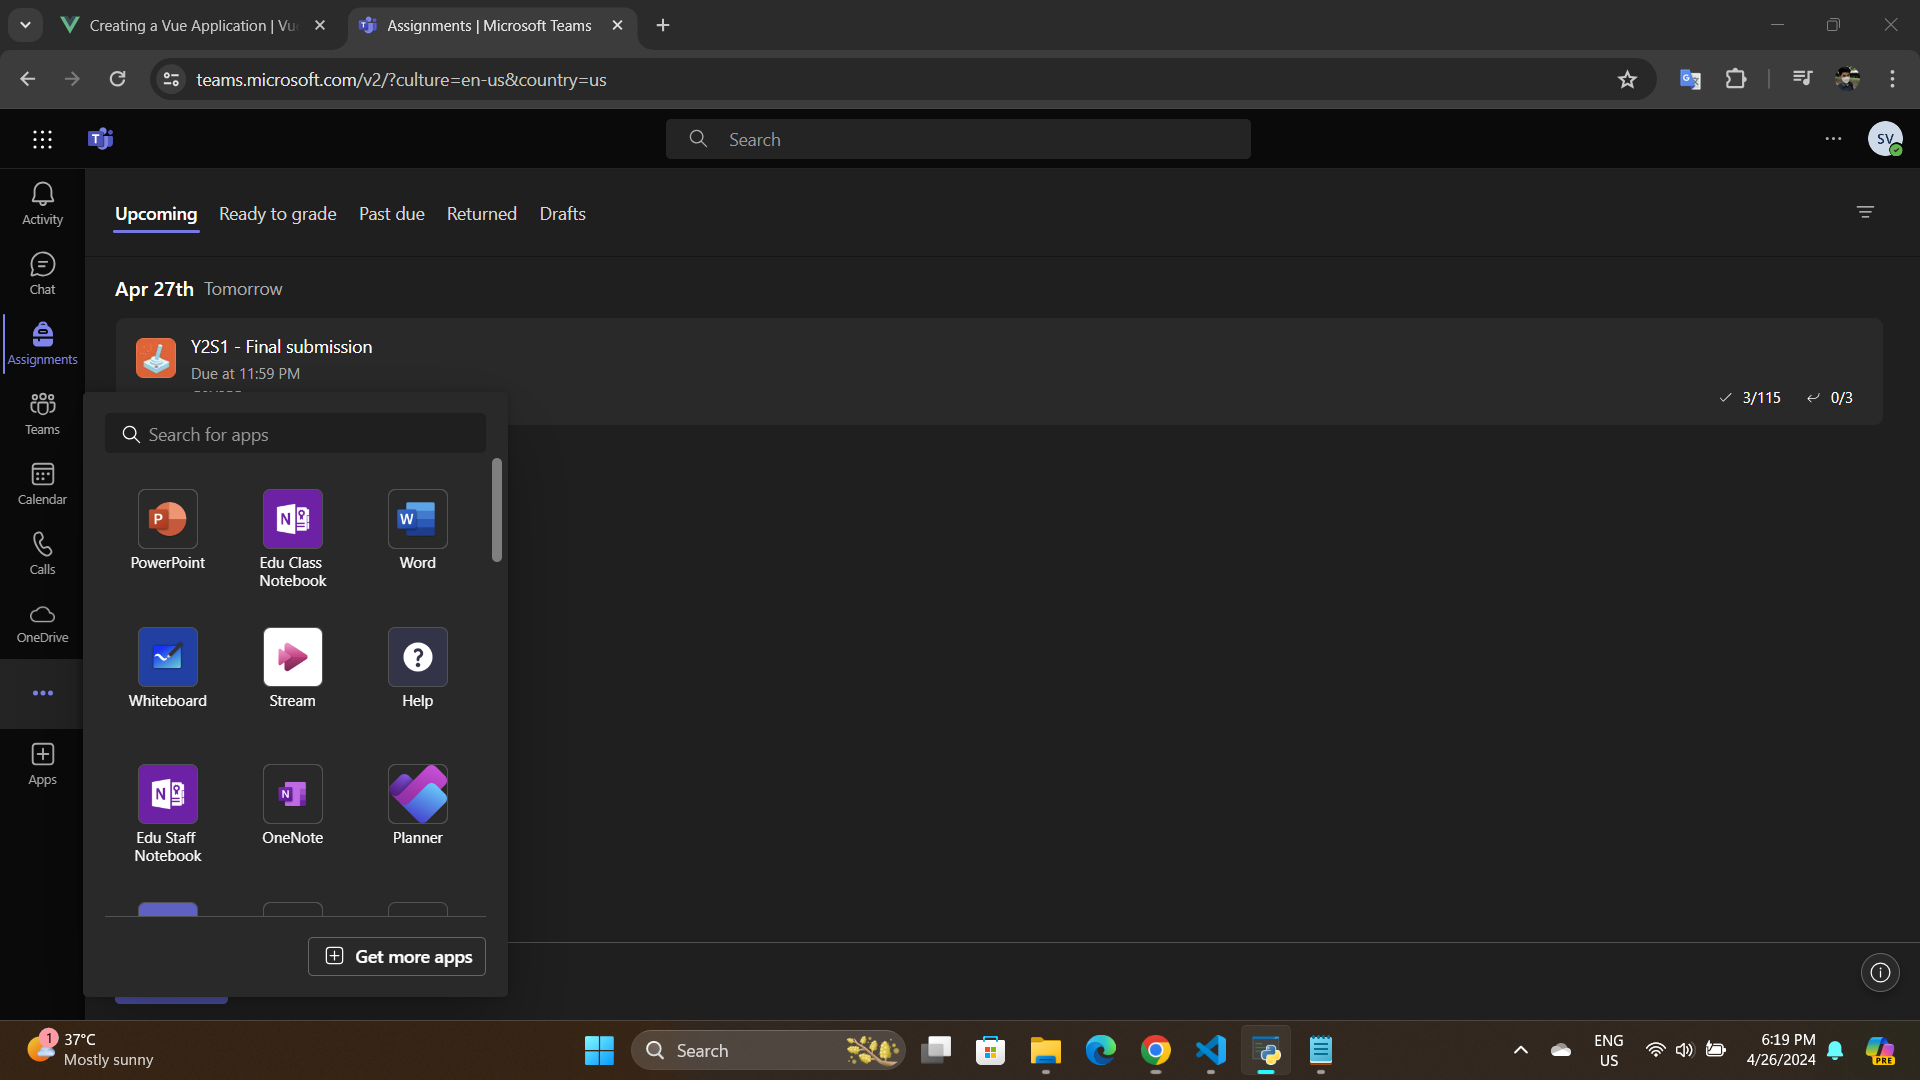 Creating a Vue Application | Vu
Assignments | Microsoft Teams
teams.microsoft.com/v2/?culture=en-us&country=us
Search
SV
Activity
Chat
Assignments
Teams
Calendar
Calls
OneDrive
Apps
Upcoming
Ready to grade
Past due
Returned
Drafts
Apr 27th Tomorrow
Y2S1 - Final submission
Due at 11:59 PM
3/115
0/3
Search for apps
PowerPoint
Edu Class
Notebook
Word
Whiteboard
Stream
Help
Edu Staff
Notebook
OneNote
Planner
Get more apps
1
37°C
Mostly sunny
Search
ENG
US
6:19 PM
4/26/2024
PRE